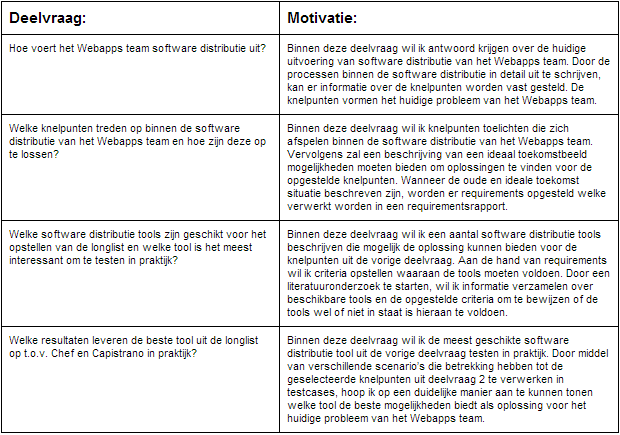 Deelvraag:
Motivatie:
Hoe voert het Webapps team software distributie uit?
Binnen deze deelvraag wil ik antwoord krijgen over de huidige
uitvoering van software distributie van het Webapps team. Door de
processen binnen de software distributie in detail uit te schrijven,
kan er informatie over de knelpunten worden vast gesteld. De
knelpunten vormen het huidige probleem van het Webapps team.
Welke knelpunten treden op binnen de software
distributie van het Webapps team en hoe zijn deze op
te lossen?
Binnen deze deelvraag wil ik knelpunten toelichten die zich
afspelen binnen de software distributie van het Webapps team.
Vervolgens zal een beschrijving van een ideaal toekomstbeeld
mogelijkheden moeten bieden om oplossingen te vinden voor de
opgestelde knelpunten. Wanneer de oude en ideale toekomst
situatie beschreven zijn, worden er requirements opgesteld welke
verwerkt worden in een requirementsrapport.
Welke software distributie tools zijn geschikt voor het
opstellen van de longlist en welke tool is het meest
interessant om te testen in praktijk?
Binnen deze deelvraag wil ik een aantal software distributie tools
beschrijven die mogelijk de oplossing kunnen bieden voor de
knelpunten uit de vorige deelvraag. Aan de hand van requirements
wil ik criteria opstellen waaraan de tools moeten voldoen. Door een
literatuuronderzoek te starten, wil ik informatie verzamelen over
beschikbare tools en de opgestelde criteria om te bewijzen of de
tools wel of niet in staat is hieraan te voldoen.
Welke resultaten leveren de beste tool uit de longlist
op t.o.v. Chef en Capistrano in praktijk?
Binnen deze deelvraag wil ik de meest geschikte software
distributie tool uit de vorige deelvraag testen in praktijk. Door middel
van verschillende scenario's die betrekking hebben tot de
geselecteerde knelpunten uit deelvraag 2 te verwerken in
testcases, hoop ik op een duidelijke manier aan te kunnen tonen
welke tool de beste mogelijkheden biedt als oplossing voor het
huidige probleem van het Webapps team.